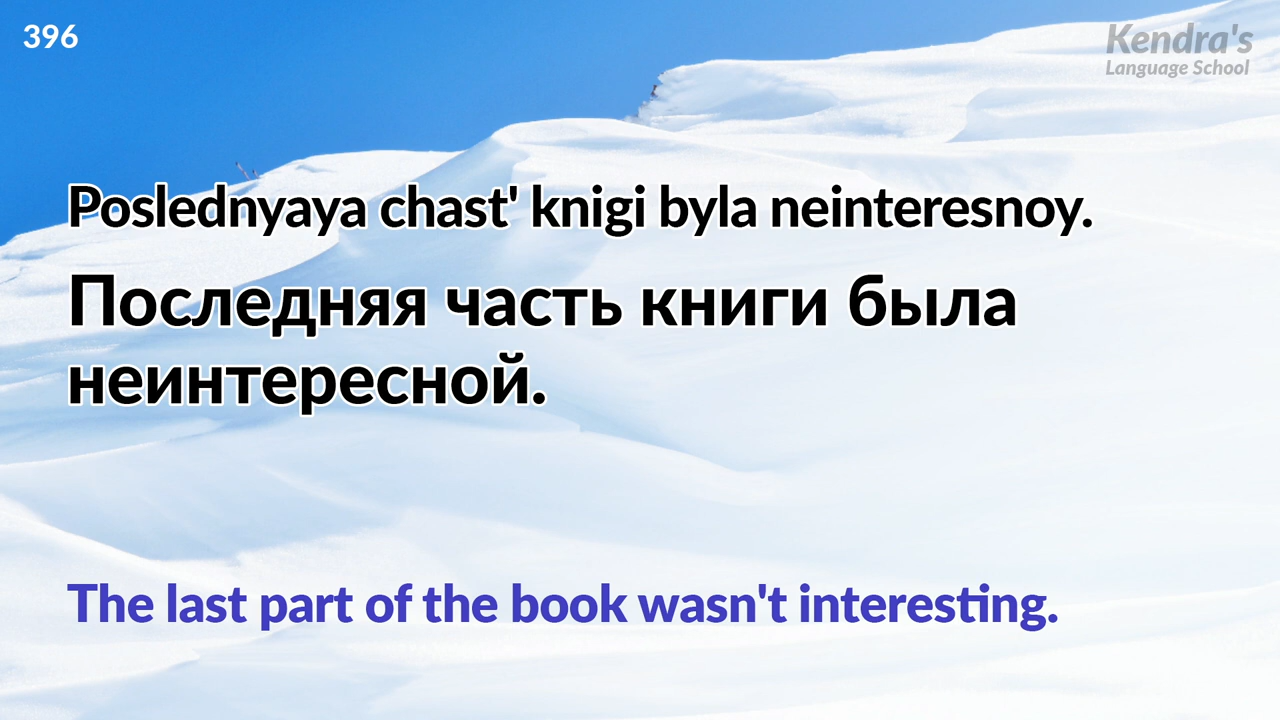 396
Kendra's
Language School
Poslednyaya chast' knigi byla neinteresnoy.
Последняя часть книги была
неинтересной.
The last part of the book wasn't interesting.